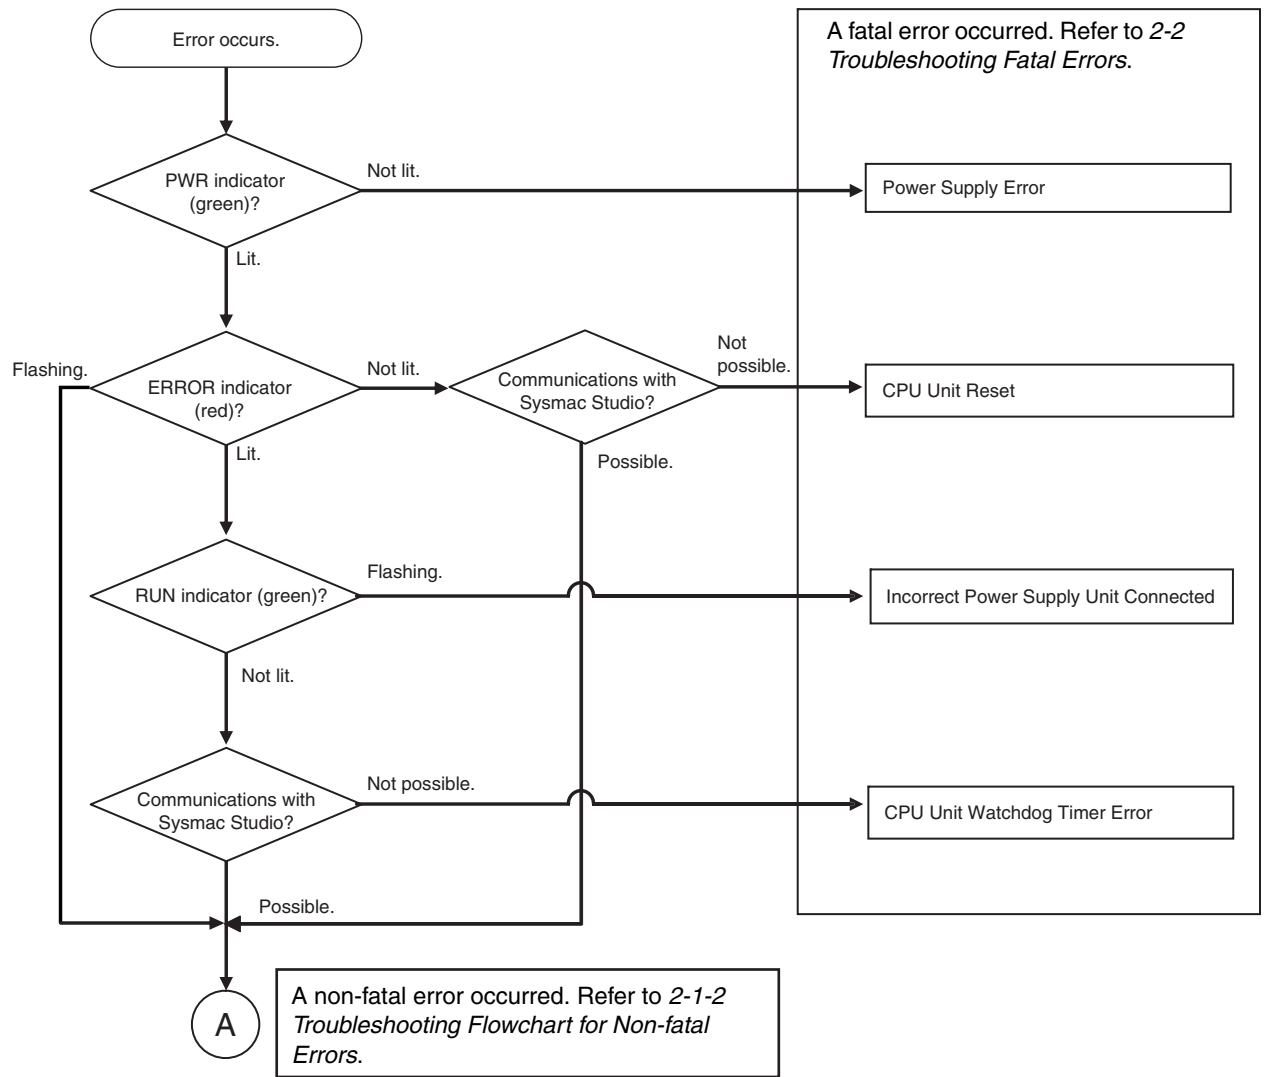 Error occurs.
A fatal error occurred. Refer to 2-2
Troubleshooting Fatal Errors.
PWR indicator
(green)?
Not lit.
Power Supply Error
Lit.
Flashing.
ERROR indicator
(red)?
Not lit.
Communications with
Sysmac Studio?
Not
possible.
CPU Unit Reset
Lit.
Possible.
RUN indicator (green)?
Flashing.
Incorrect Power Supply Unit Connected
Not lit.
Communications with
Sysmac Studio?
Not possible.
CPU Unit Watchdog Timer Error
Possible.
A
A non-fatal error occurred. Refer to 2-1-2
Troubleshooting Flowchart for Non-fatal
Errors.